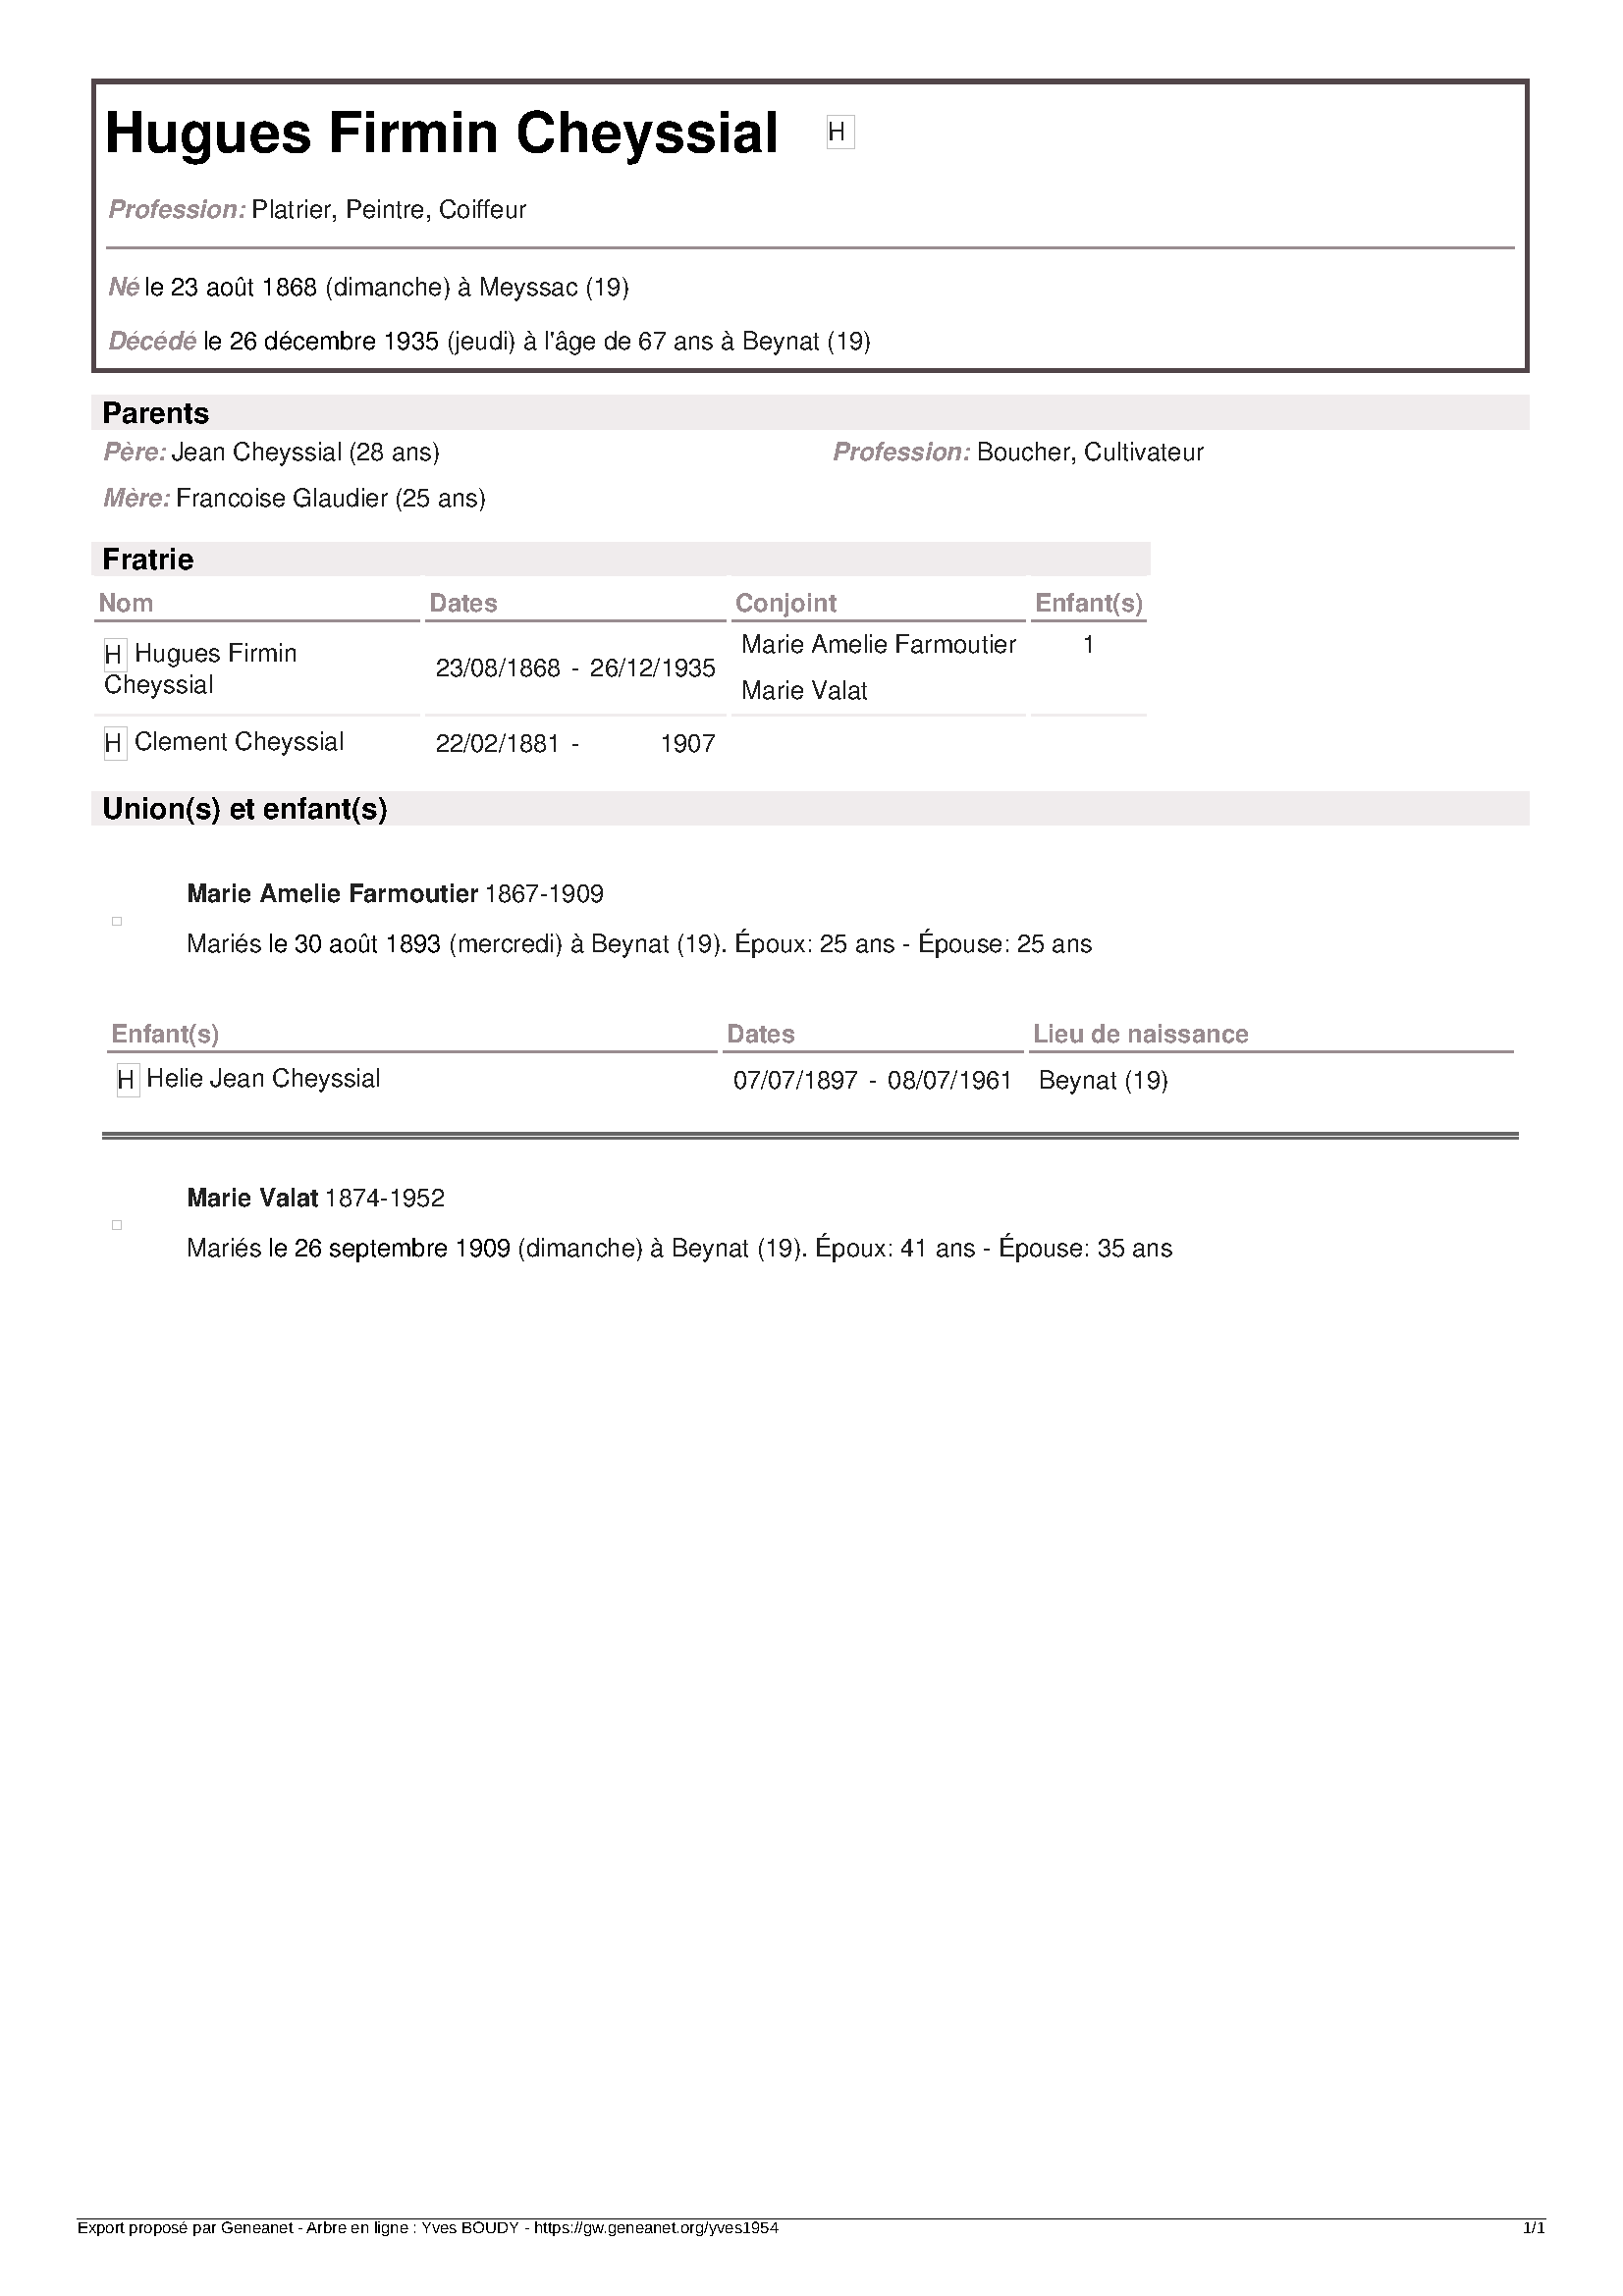 Hugues Firmin Cheyssial H
Profession: Platrier, Peintre, Coiffeur
Né le 23 août 1868 (dimanche) à Meyssac (19)
Décédé le 26 décembre 1935 (jeudi) à l'âge de 67 ans à Beynat (19)
Parents
Père: Jean Cheyssial (28 ans) Profession: Boucher, Cultivateur
Mère: Francoise Glaudier (25 ans)
Fratrie
Nom Dates Conjoint Enfant(s)
H Hugues Firmin
Cheyssial
23/08/1868 - 26/12/1935
Marie Amelie Farmoutier 1
Marie Valat
H Clement Cheyssial 22/02/1881 - 1907
Union(s) et enfant(s)
Marie Amelie Farmoutier 1867-1909
Mariés le 30 août 1893 (mercredi) à Beynat (19). Époux: 25 ans - Épouse: 25 ans
Enfant(s) Dates Lieu de naissance
H Helie Jean Cheyssial 07/07/1897 - 08/07/1961 Beynat (19)
Marie Valat 1874-1952
Mariés le 26 septembre 1909 (dimanche) à Beynat (19). Époux: 41 ans - Épouse: 35 ans
Export proposé par Geneanet - Arbre en ligne : Yves BOUDY - https://gw.geneanet.org/yves1954 1/1